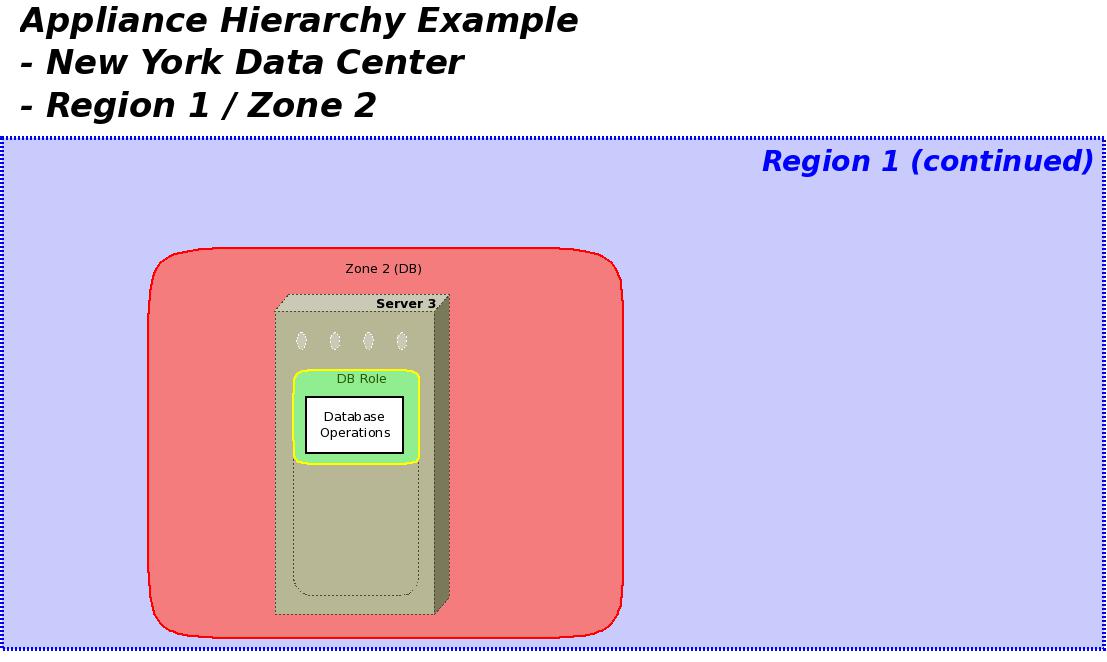 Appliance Hierarchy Example
- New York Data Center
- Region 1 / Zone 2
Region 1 (continued)
Zone 2 (DB)
Server 3
DB Role
Database
Operations